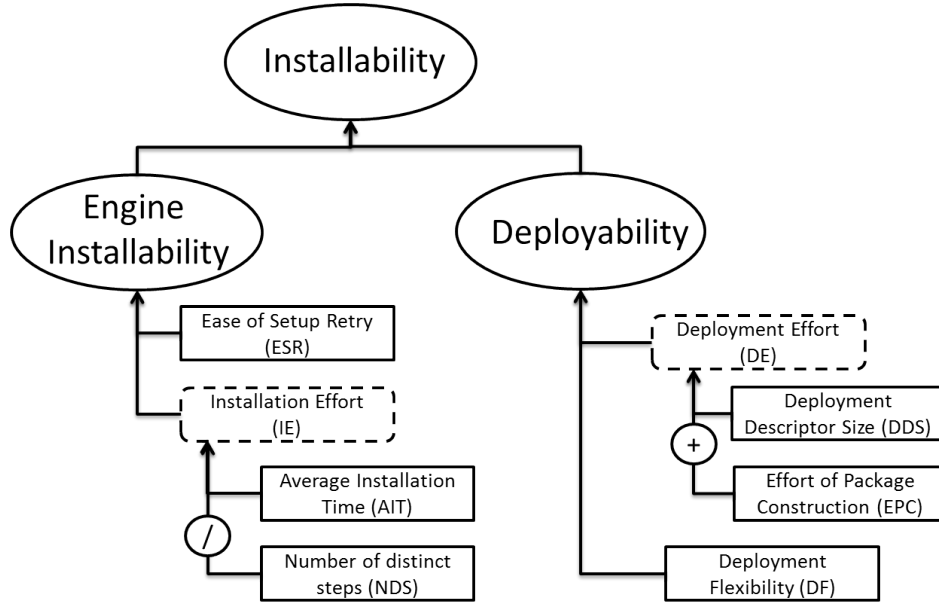 Installability
Engine
Installability
Deployability
Ease of Setup Retry
(ESR)
Installation Effort
(IE)
Average Installation
Time (AIT)
/
Number of distinct
steps (NDS)
Deployment Effort
(DE)
Deployment
Descriptor Size (DDS)
+
Effort of Package
Construction (EPC)
Deployment
Flexibility (DF)